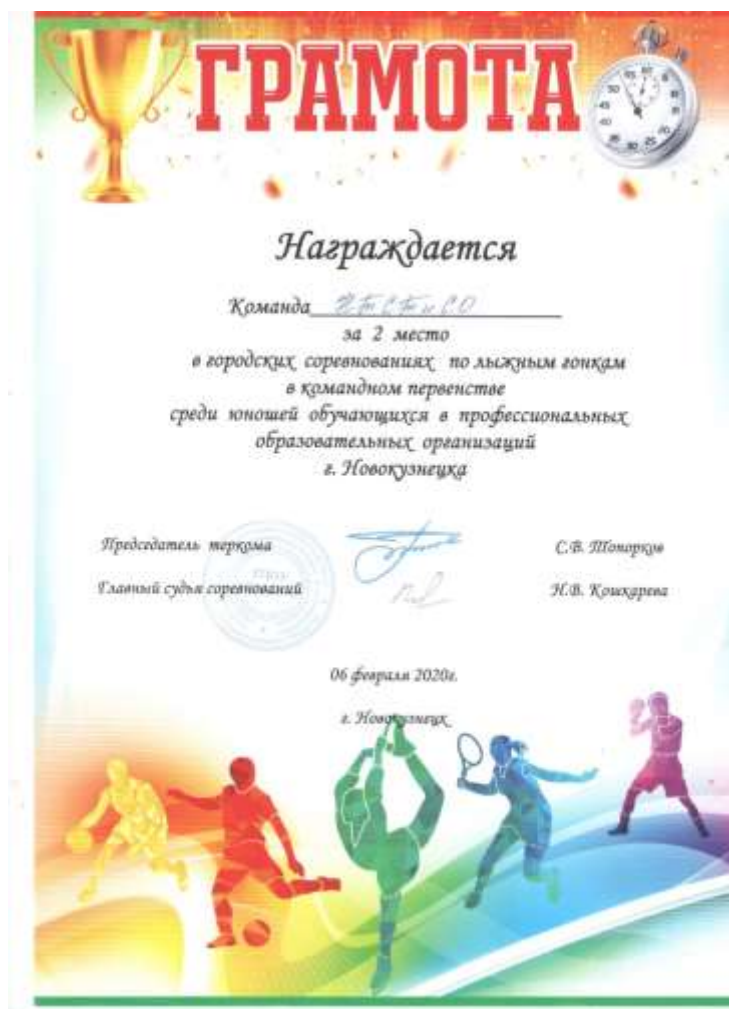 ГРАМОТА
Награждается
Команда НТСТиСО
за 2 место
в городских соревнованиях по лыжным гонкам
в командном первенстве
среди юношей обучающихся в профессиональных
образовательных организаций
г. Новокузнецка
Председатель теркома С.В. Топорков
Главный судья соревнований Н.В. Кошкарева
06 февраля 2020г.
г. Новокузнецк